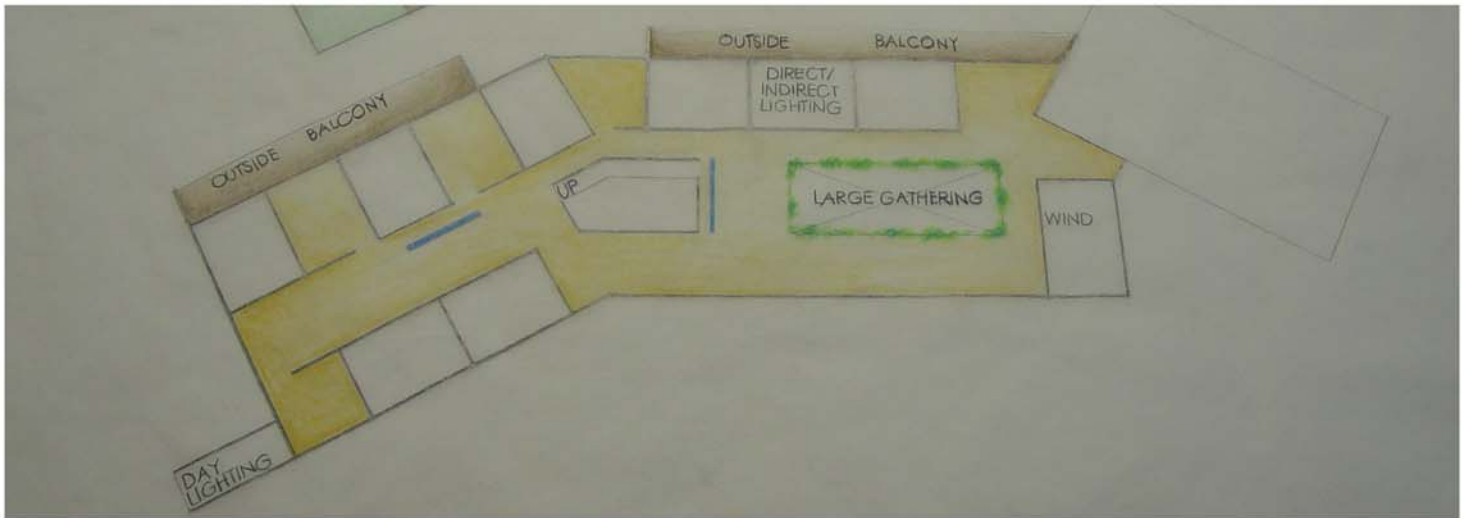 OUTSIDE BALCONY
DIRECT/
INDIRECT
LIGHTING
OUTSIDE BALCONY
UP
LARGE GATHERING
WIND
DAY
LIGHTING